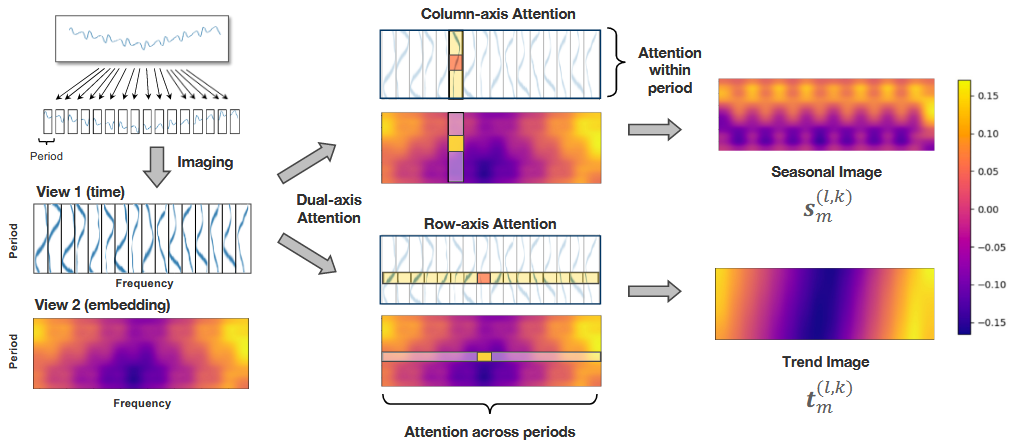 Column-axis Attention
Attention
within
period
Period
Imaging
View 1 (time)
Period
Frequency
View 2 (embedding)
Period
Frequency
Dual-axis
Attention
Row-axis Attention
Attention across periods
Seasonal Image
s_m^{(l,k)}
Trend Image
t_m^{(l,k)}
0.15
0.10
0.05
0.00
−0.05
−0.10
−0.15